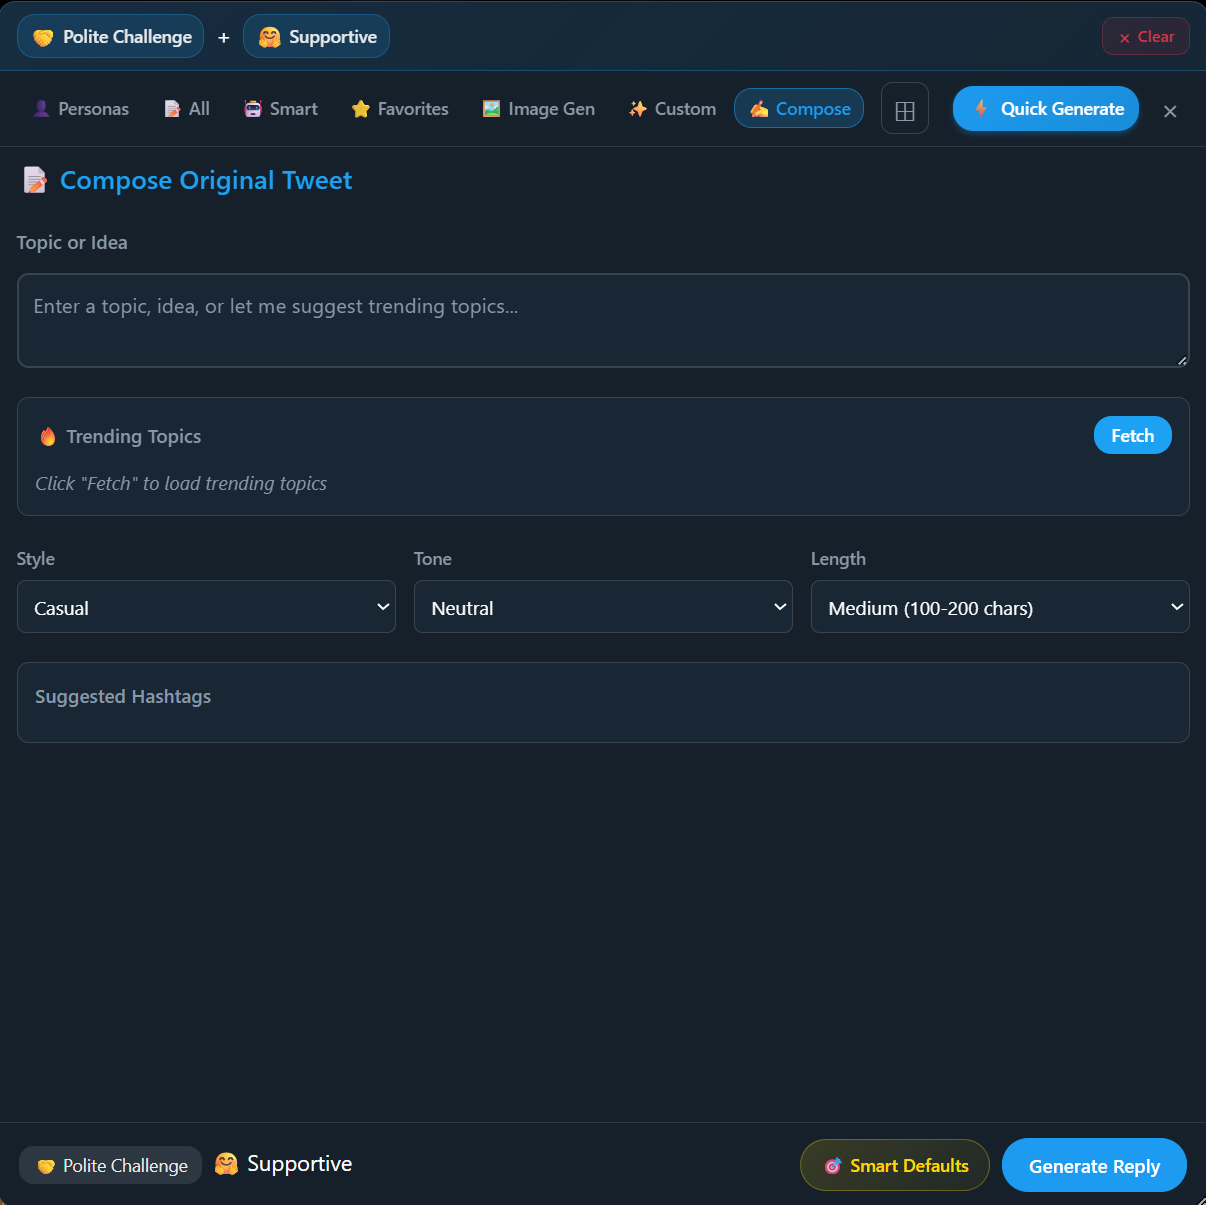 Polite Challenge + Supportive × Clear
Personas All Smart Favorites Image Gen Custom Compose Quick Generate ×
Compose Original Tweet
Topic or Idea
Enter a topic, idea, or let me suggest trending topics...
Trending Topics Fetch
Click "Fetch" to load trending topics
Style Tone Length
Casual Neutral Medium (100-200 chars)
Suggested Hashtags
Polite Challenge Supportive Smart Defaults Generate Reply